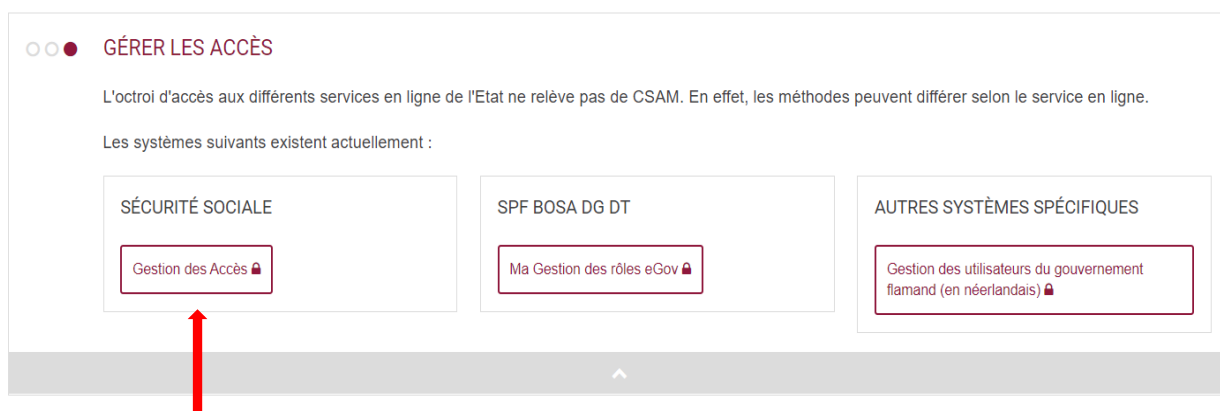 GÉRER LES ACCÈS
L'octroi d'accès aux différents services en ligne de l'Etat ne relève pas de CSAM. En effet, les méthodes peuvent différer selon le service en ligne.
Les systèmes suivants existent actuellement :
SÉCURITÉ SOCIALE
Gestion des Accès
SPF BOSA DG DT
Ma Gestion des rôles eGov
AUTRES SYSTÈMES SPÉCIFIQUES
Gestion des utilisateurs du gouvernement
flamand (en néerlandais)